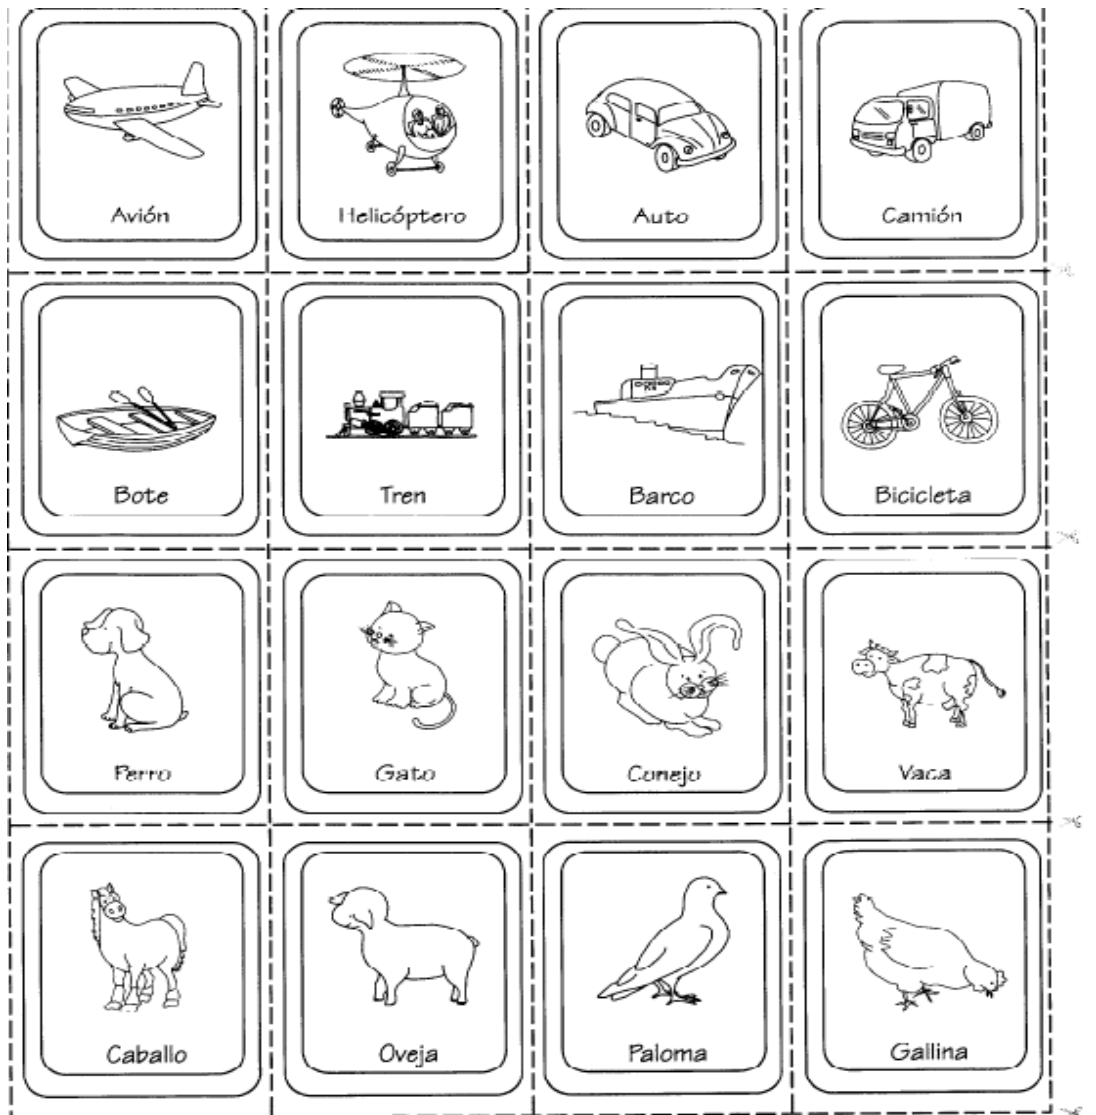 Avión
Helicóptero
Auto
Camión
Bote
Tren
Barco
Bicicleta
Perro
Gato
Conejo
Vaca
Caballo
Oveja
Paloma
Gallina